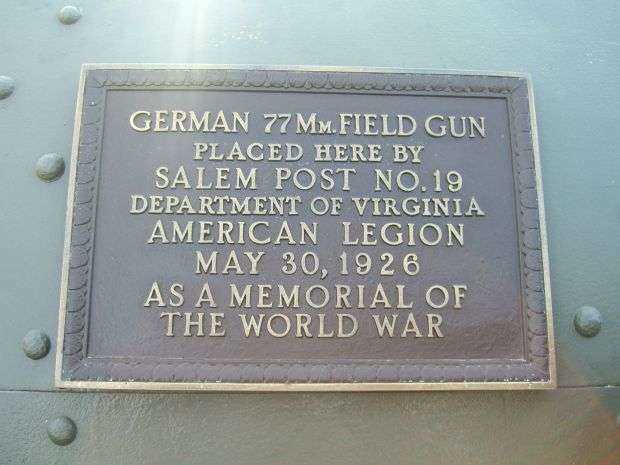 GERMAN 77 MM. FIELD GUN
PLACED HERE BY
SALEM POST NO. 19
DEPARTMENT OF VIRGINIA
AMERICAN LEGION
MAY 30, 1926
AS A MEMORIAL OF
THE WORLD WAR